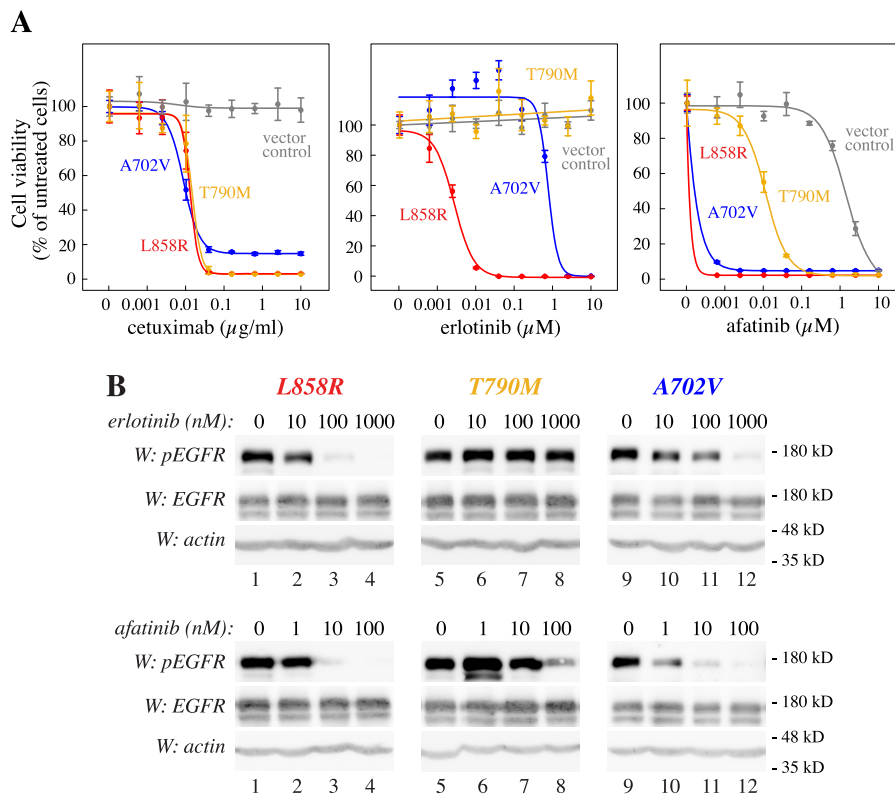 A
Cell viability
(% of untreated cells)
100
80
60
40
20
0
vector
control
A702V
T790M
L858R
0 0.001 0.01 0.1 1 10
cetuximab (µg/ml)
100
80
60
40
20
0
T790M
vector
control
A702V
L858R
0 0.001 0.01 0.1 1 10
erlotinib (µM)
100
80
60
40
20
0
vector
control
L858R
T790M
A702V
0 0.001 0.01 0.1 1 10
afatinib (µM)
B L858R T790M A702V
erlotinib (nM): 0 10 100 1000 0 10 100 1000 0 10 100 1000
W: pEGFR - 180 kD
W: EGFR - 180 kD
W: actin - 48 kD
- 35 kD
1 2 3 4 5 6 7 8 9 10 11 12
afatinib (nM): 0 1 10 100 0 1 10 100 0 1 10 100
W: pEGFR - 180 kD
W: EGFR - 180 kD
W: actin - 48 kD
- 35 kD
1 2 3 4 5 6 7 8 9 10 11 12